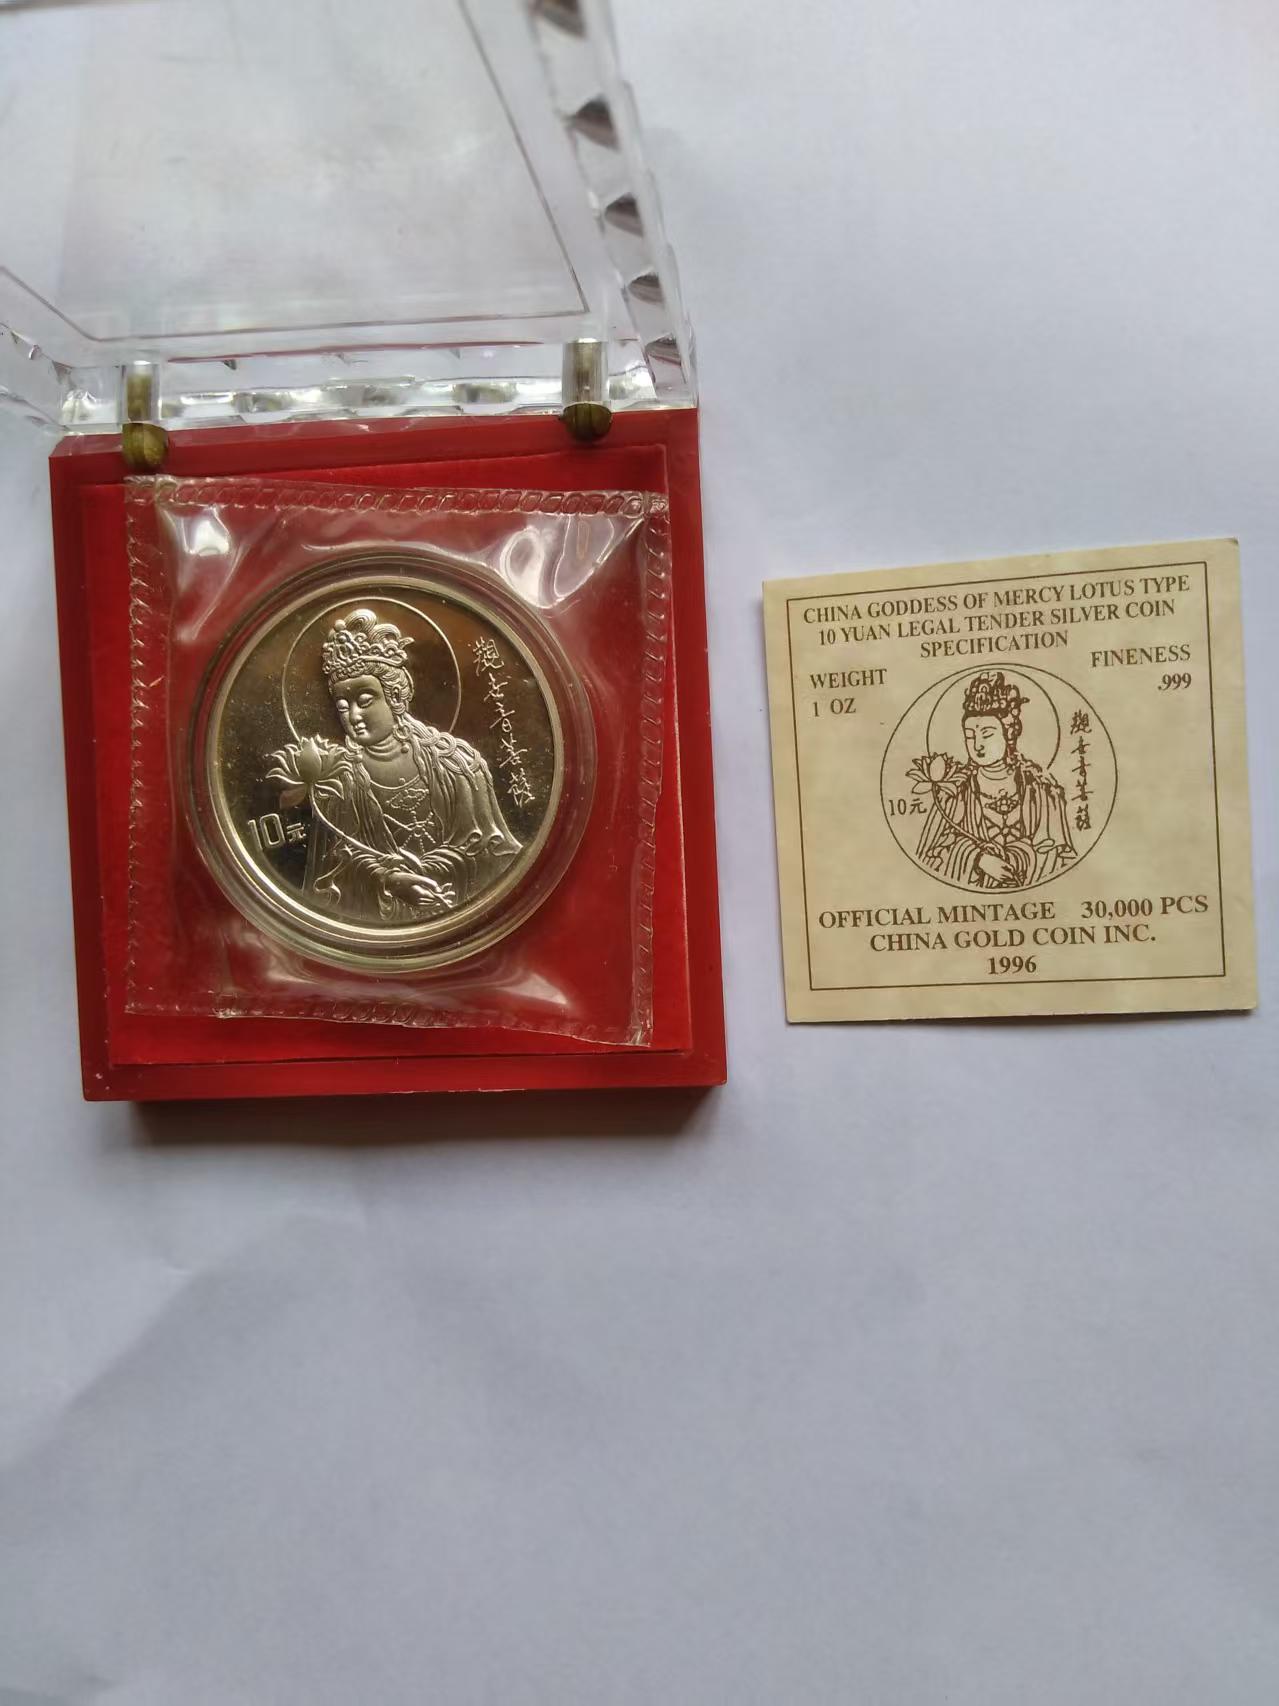 觀世音菩薩
10元
CHINA GODDESS OF MERCY LOTUS TYPE
10 YUAN LEGAL TENDER SILVER COIN
SPECIFICATION
WEIGHT
1 OZ
FINENESS
.999
觀世音菩薩
10元
OFFICIAL MINTAGE 30,000 PCS
CHINA GOLD COIN INC.
1996